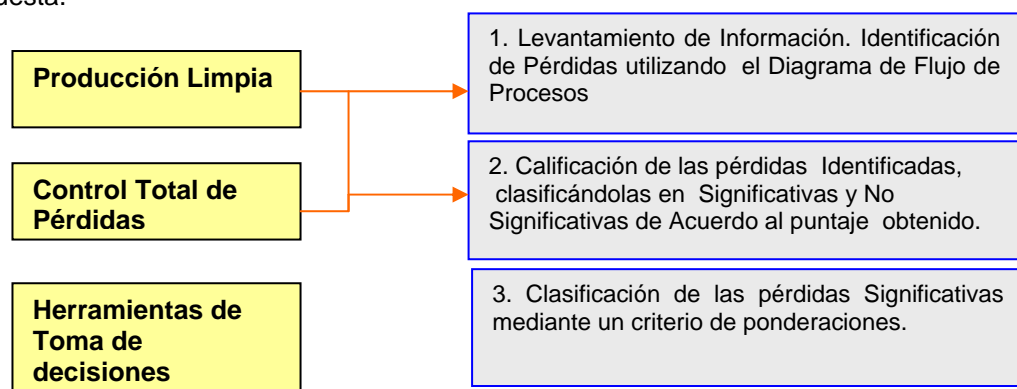 Producción Limpia
1. Levantamiento de Información. Identificación
de Pérdidas utilizando el Diagrama de Flujo de
Procesos
Control Total de
Pérdidas
2. Calificación de las pérdidas Identificadas,
clasificándolas en Significativas y No
Significativas de Acuerdo al puntaje obtenido.
Herramientas de
Toma de
decisiones
3. Clasificación de las pérdidas Significativas
mediante un criterio de ponderaciones.